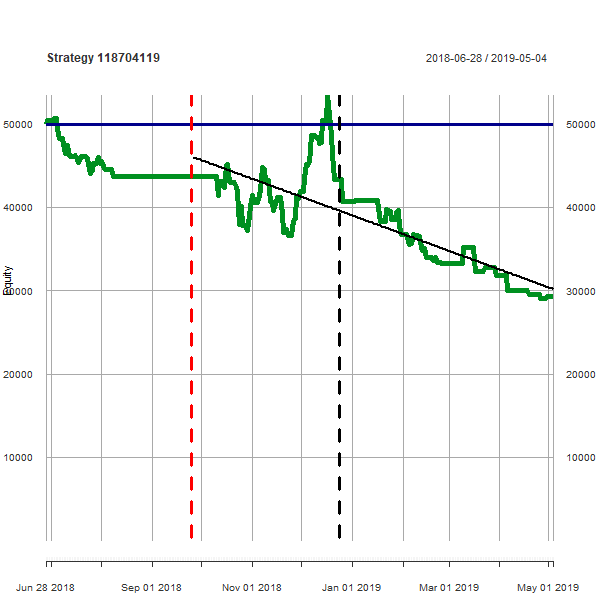 Strategy 118704119
2018-06-28 / 2019-05-04
50000
50000
40000
40000
Equity
30000
30000
20000
20000
10000
10000
Jun 28 2018
Sep 01 2018
Nov 01 2018
Jan 01 2019
Mar 01 2019
May 01 2019